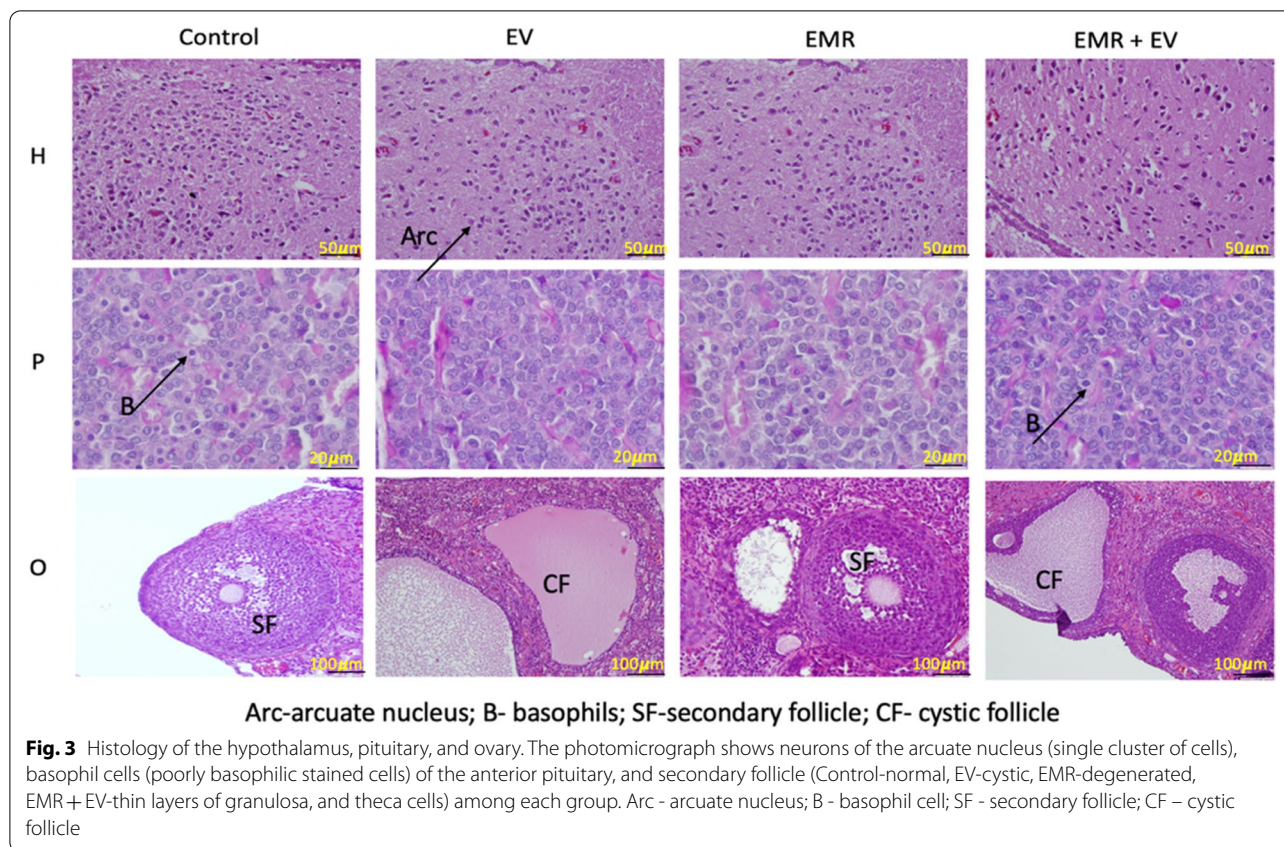 Control EV EMR EMR + EV
H
Arc
50µm 50µm 50µm 50µm
P
B B
20µm 20µm 20µm 20µm
O
SF CF SF CF
100µm 100µm 100µm 100µm
Arc-arcuate nucleus; B- basophils; SF-secondary follicle; CF- cystic follicle
Fig. 3 Histology of the hypothalamus, pituitary, and ovary. The photomicrograph shows neurons of the arcuate nucleus (single cluster of cells),
basophil cells (poorly basophilic stained cells) of the anterior pituitary, and secondary follicle (Control-normal, EV-cystic, EMR-degenerated,
EMR + EV-thin layers of granulosa, and theca cells) among each group. Arc - arcuate nucleus; B - basophil cell; SF - secondary follicle; CF – cystic
follicle